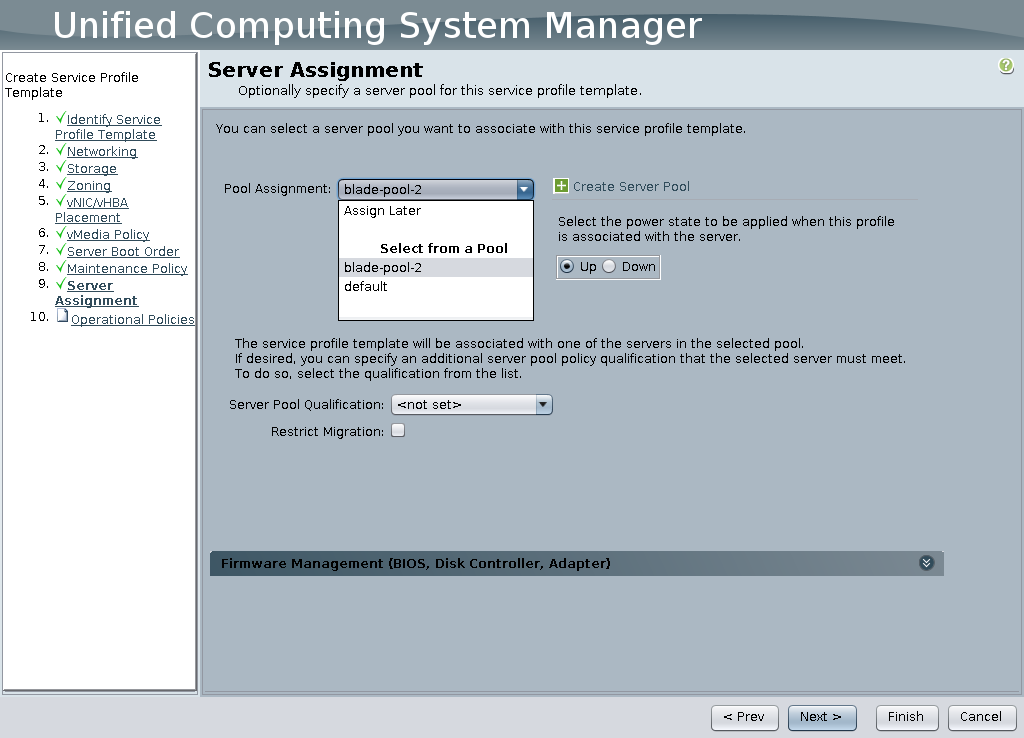 Unified Computing System Manager
Create Service Profile
Template
1. Identify Service
Profile Template
2. Networking
3. Storage
4. Zoning
5. vNIC/vHBA
Placement
6. vMedia Policy
7. Server Boot Order
8. Maintenance Policy
9. Server
Assignment
10. Operational Policies
Server Assignment
Optionally specify a server pool for this service profile template.
You can select a server pool you want to associate with this service profile template.
Pool Assignment: blade-pool-2
Assign Later
Select from a Pool
blade-pool-2
default
Create Server Pool
Select the power state to be applied when this profile
is associated with the server.
Up Down
The service profile template will be associated with one of the servers in the selected pool.
If desired, you can specify an additional server pool policy qualification that the selected server must meet.
To do so, select the qualification from the list.
Server Pool Qualification: <not set>
Restrict Migration:
Firmware Management (BIOS, Disk Controller, Adapter)
< Prev Next > Finish Cancel